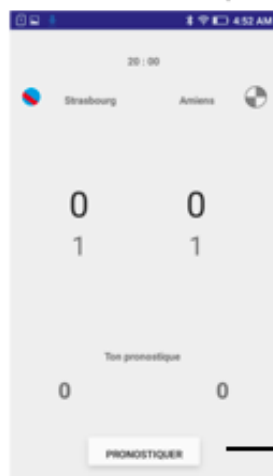 4:52 AM
20 : 00
Strasbourg Amiens
0 0
1 1
Ton pronostique
0 0
PRONOSTIQUER